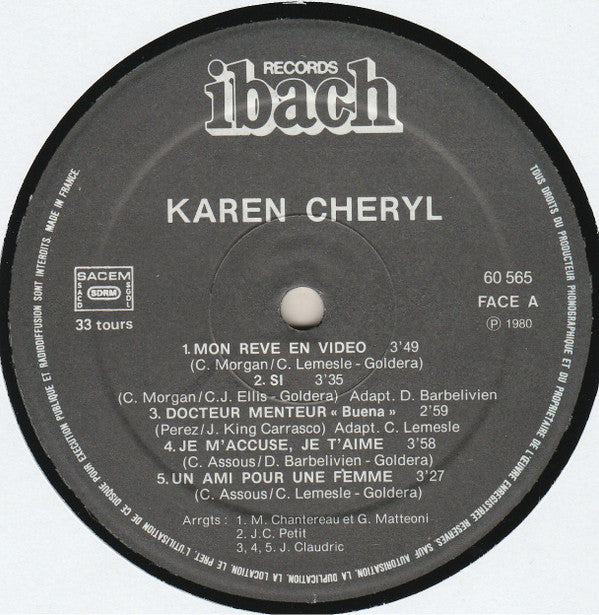 RECORDS
ibach
KAREN CHERYL
SACEM
SACD SDRM SGDL
33 tours
60 565
FACE A
Ⓟ 1980
1. MON REVE EN VIDEO 3'49
(C. Morgan/C. Lemesle - Goldera)
2. SI 3'35
(C. Morgan/C.J. Ellis - Goldera) Adapt. D. Barbelivien
3. DOCTEUR MENTEUR « Buena » 2'59
(Perez/J. King Carrasco) Adapt. C. Lemesle
4. JE M'ACCUSE, JE T'AIME 3'58
(C. Assous/D. Barbelivien - Goldera)
5. UN AMI POUR UNE FEMME 3'27
(C. Assous/C. Lemesle - Goldera)
Arrgts : 1. M. Chantereau et G. Matteoni
2. J.C. Petit
3, 4, 5. J. Claudric
TOUS DROITS DU PRODUCTEUR PHONOGRAPHIQUE ET DU PROPRIETAIRE DE L'ŒUVRE ENREGISTREE RESERVES. SAUF AUTORISATION, LA DUPLICATION, LA LOCATION, LE PRET, L'UTILISATION DE CE DISQUE POUR EXECUTION PUBLIQUE ET RADIODIFFUSION SONT INTERDITS. MADE IN FRANCE.